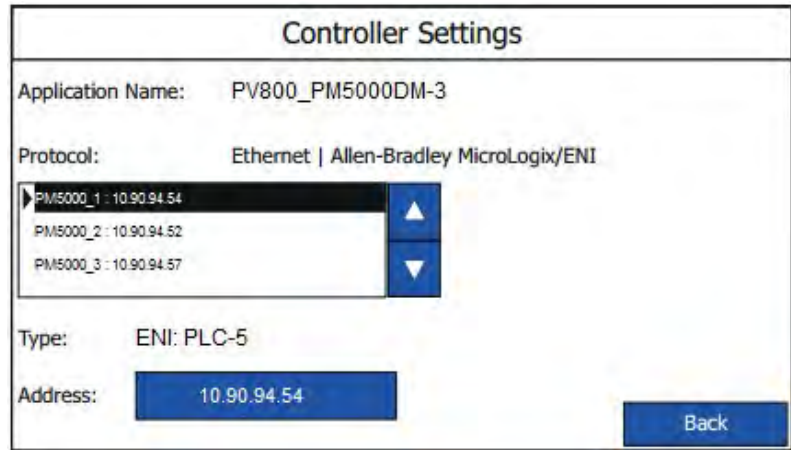 Controller Settings
Application Name: PV800_PM5000DM-3
Protocol: Ethernet | Allen-Bradley MicroLogix/ENI
PM5000_1 : 10.90.94.54
PM5000_2 : 10.90.94.52
PM5000_3 : 10.90.94.57
Type: ENI: PLC-5
Address: 10.90.94.54
Back